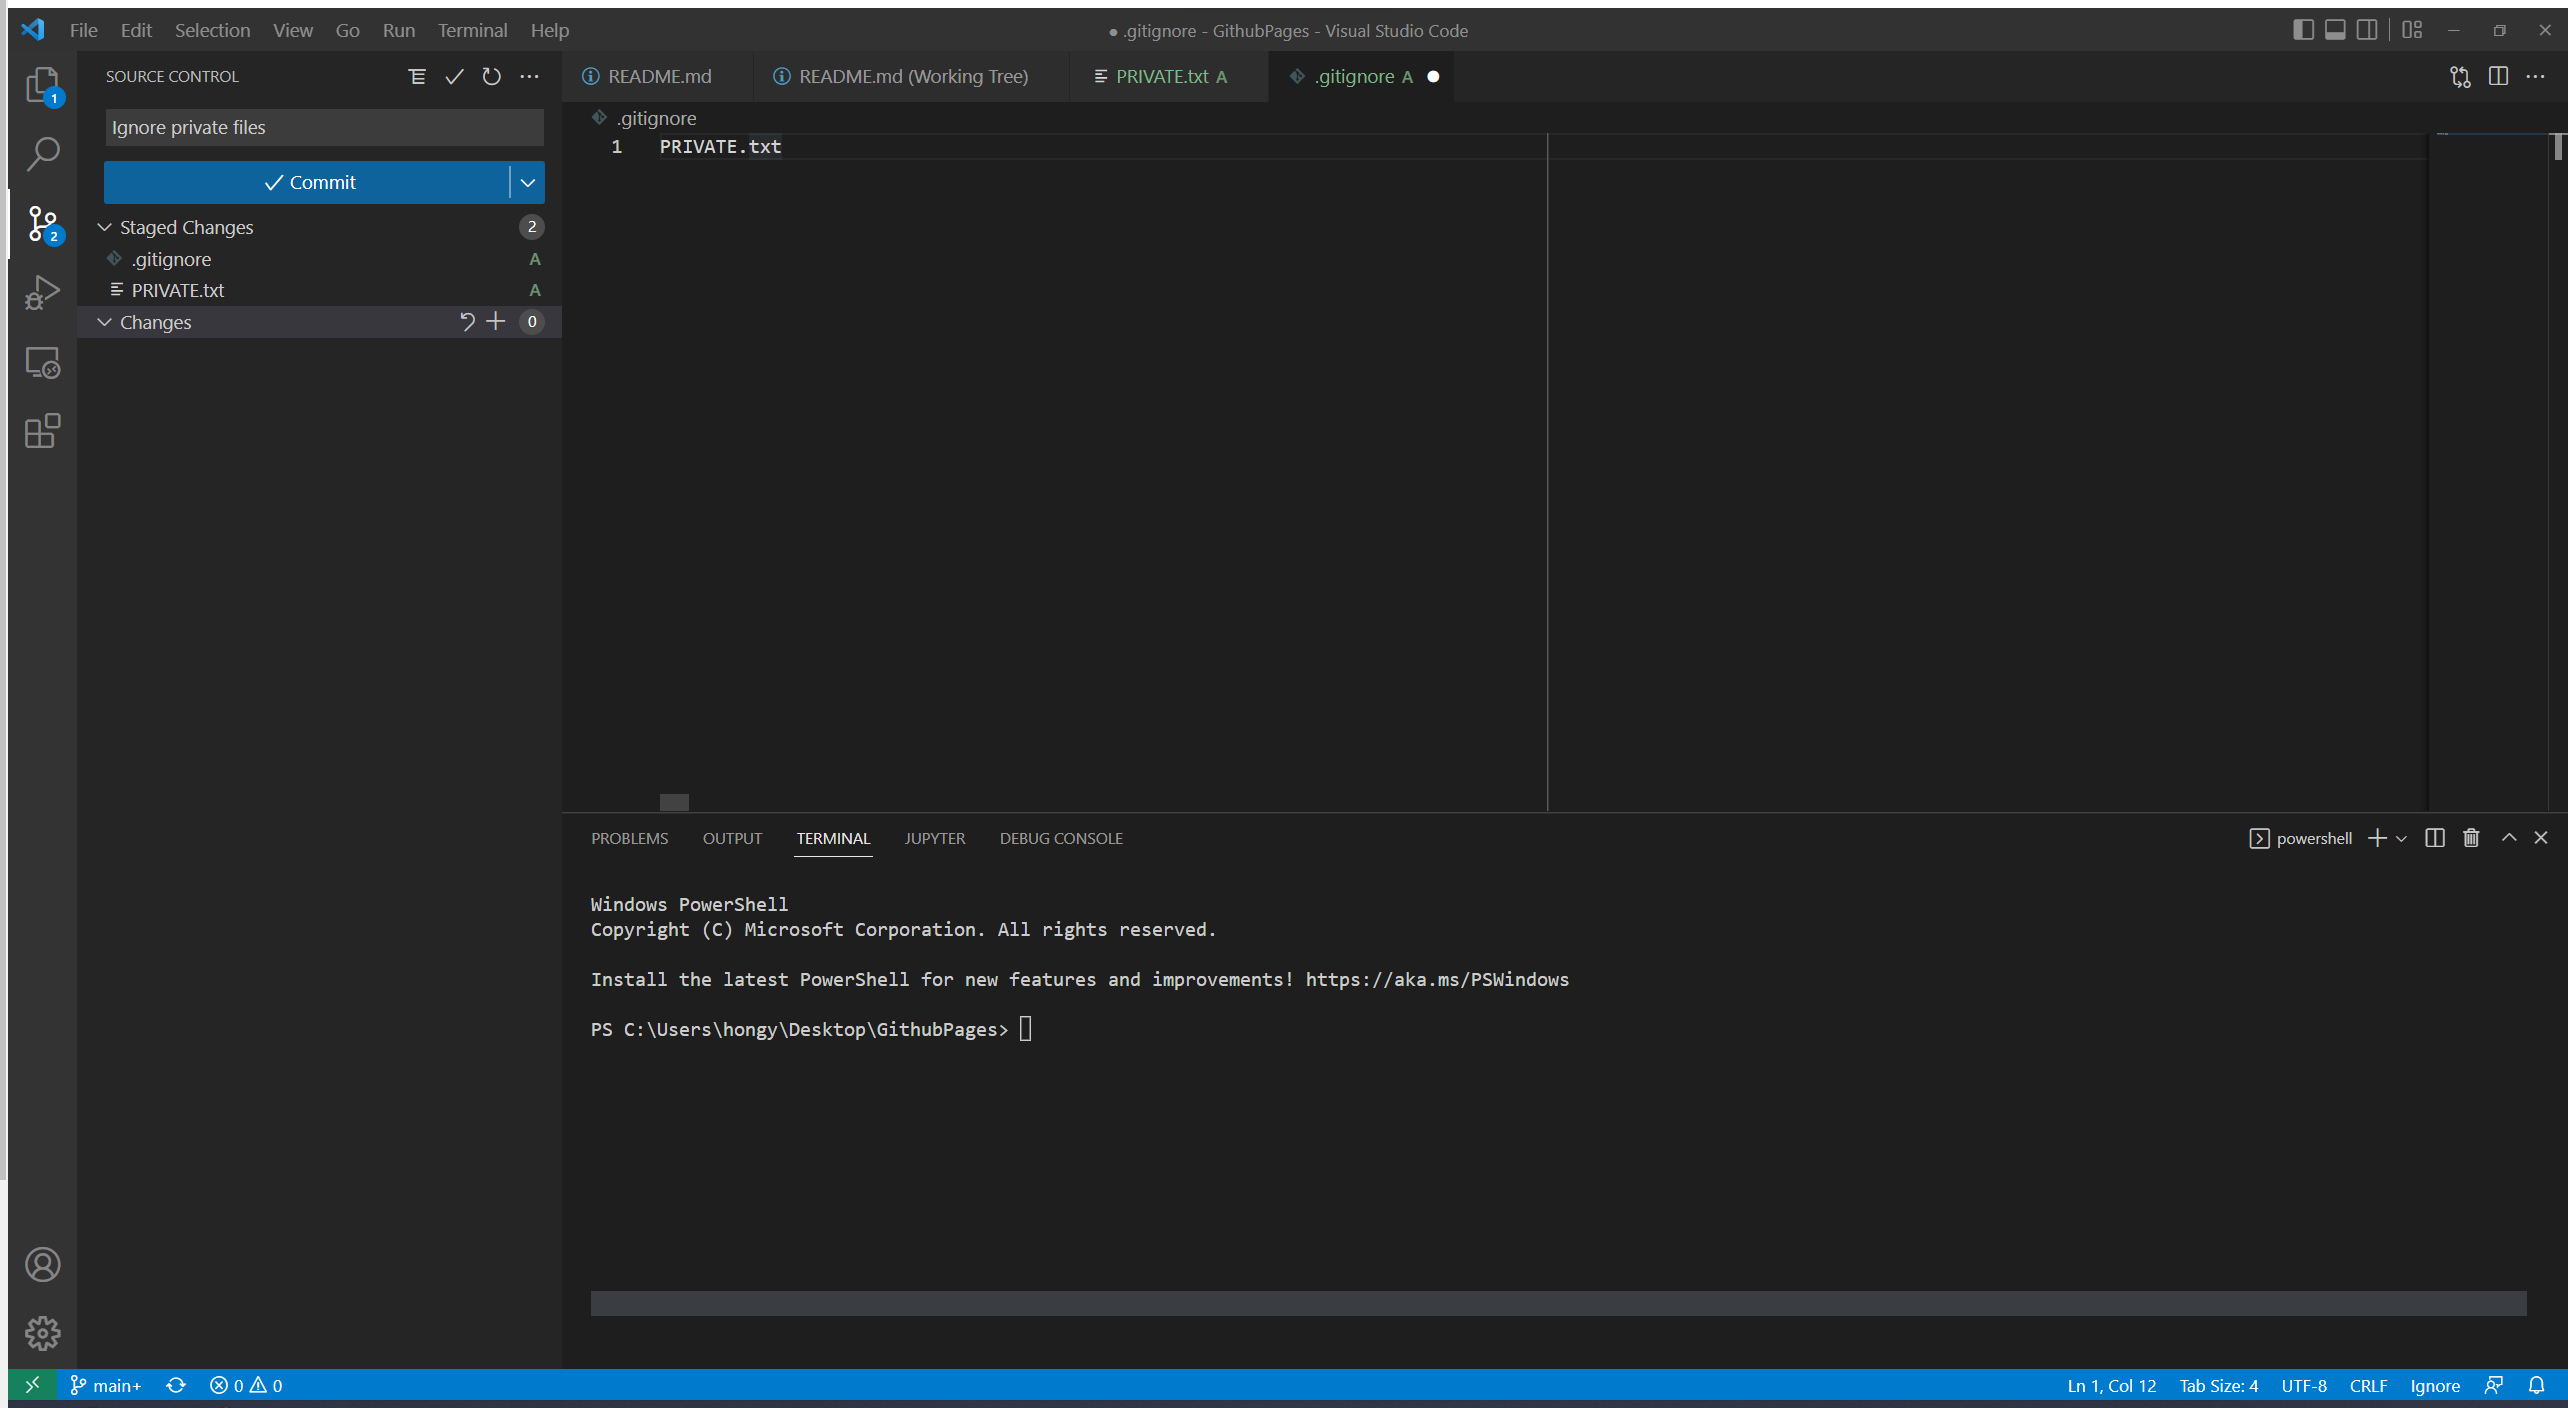 File Edit Selection View Go Run Terminal Help
● .gitignore - GithubPages - Visual Studio Code
SOURCE CONTROL
README.md
README.md (Working Tree)
PRIVATE.txt A
.gitignore A
1
Ignore private files
.gitignore
1 PRIVATE.txt
Commit
2
Staged Changes 2
.gitignore A
PRIVATE.txt A
Changes 0
PROBLEMS OUTPUT TERMINAL JUPYTER DEBUG CONSOLE
powershell
Windows PowerShell
Copyright (C) Microsoft Corporation. All rights reserved.
Install the latest PowerShell for new features and improvements! https://aka.ms/PSWindows
PS C:\Users\hongy\Desktop\GithubPages>
main+ 0 0
Ln 1, Col 12 Tab Size: 4 UTF-8 CRLF Ignore